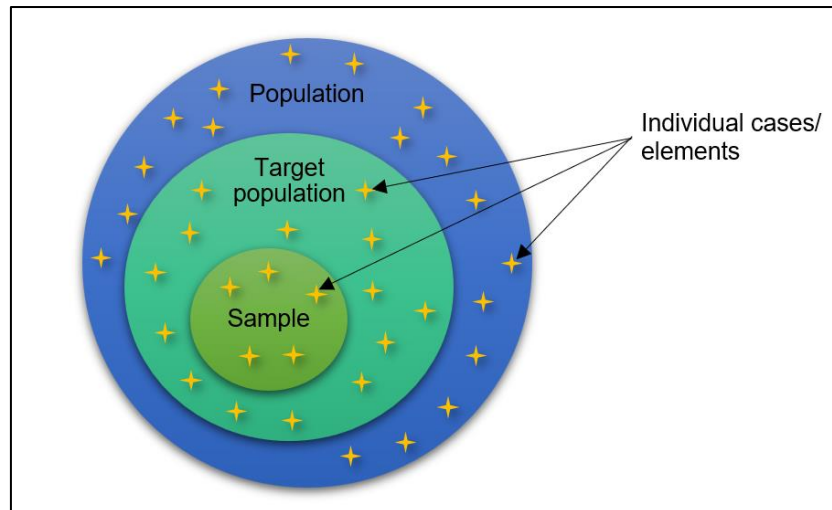 Population
Individual cases/
elements
Target
population
Sample